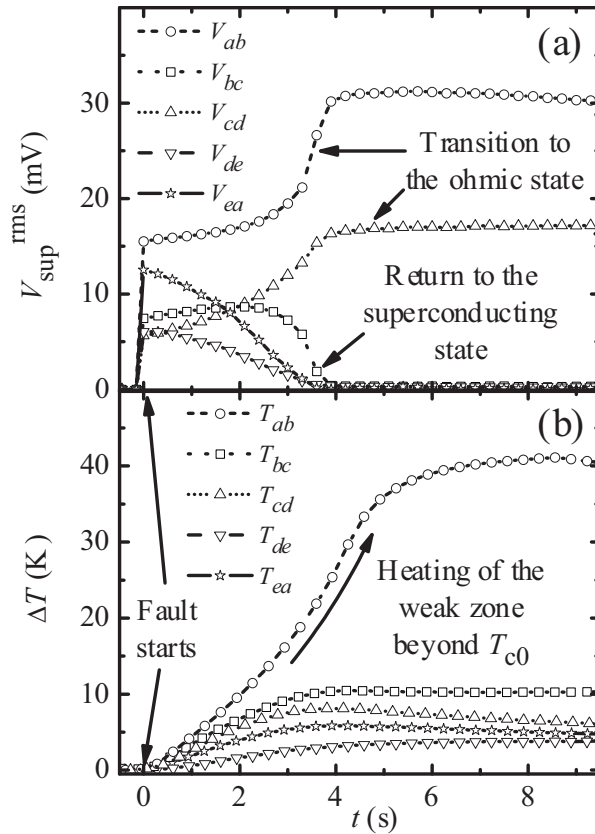 V_ab
V_bc
V_cd
V_de
V_ea
(a)
Transition to
the ohmic state
Return to the
superconducting
state
V_sup^rms (mV)
30
20
10
0
T_ab
T_bc
T_cd
T_de
T_ea
(b)
Heating of the
weak zone
beyond T_c0
Fault
starts
ΔT (K)
40
30
20
10
0
0 2 4 6 8
t (s)